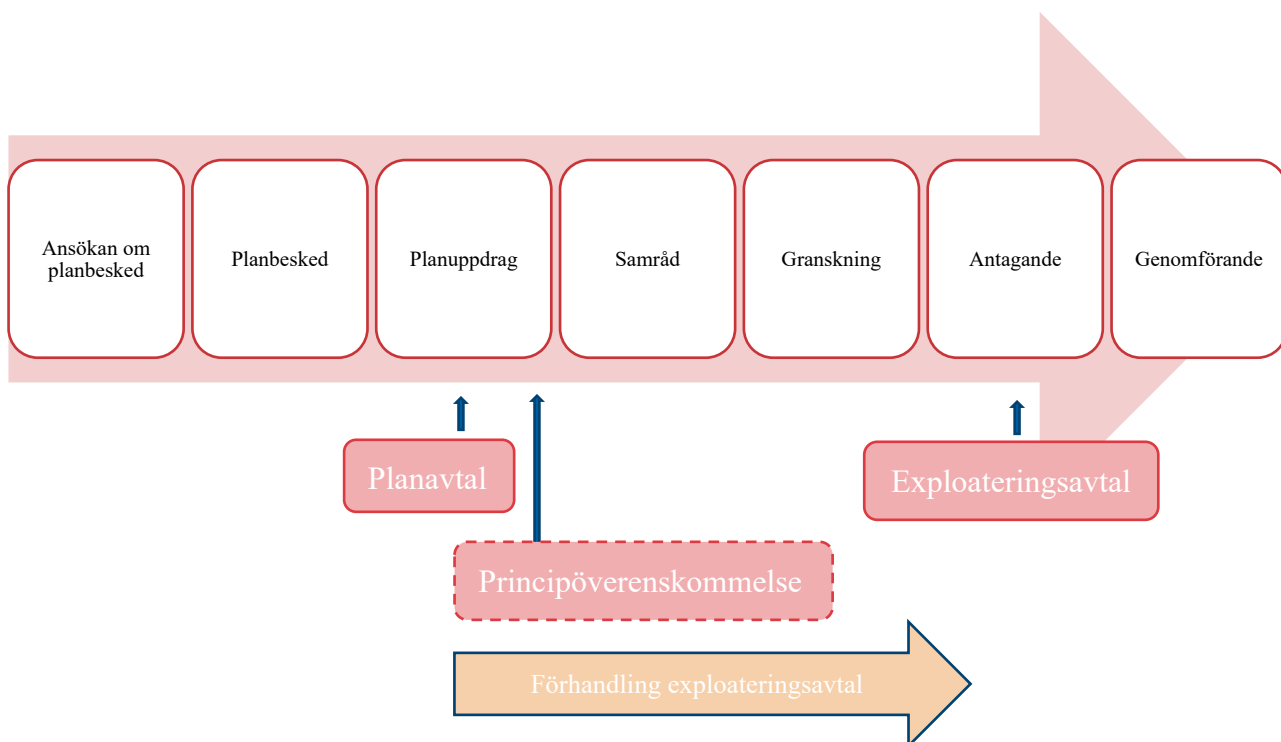 Ansökan om
planbesked
Planbesked
Planuppdrag
Samråd
Granskning
Antagande
Genomförande
Planavtal
Exploateringsavtal
Principöverenskommelse
Förhandling exploateringsavtal